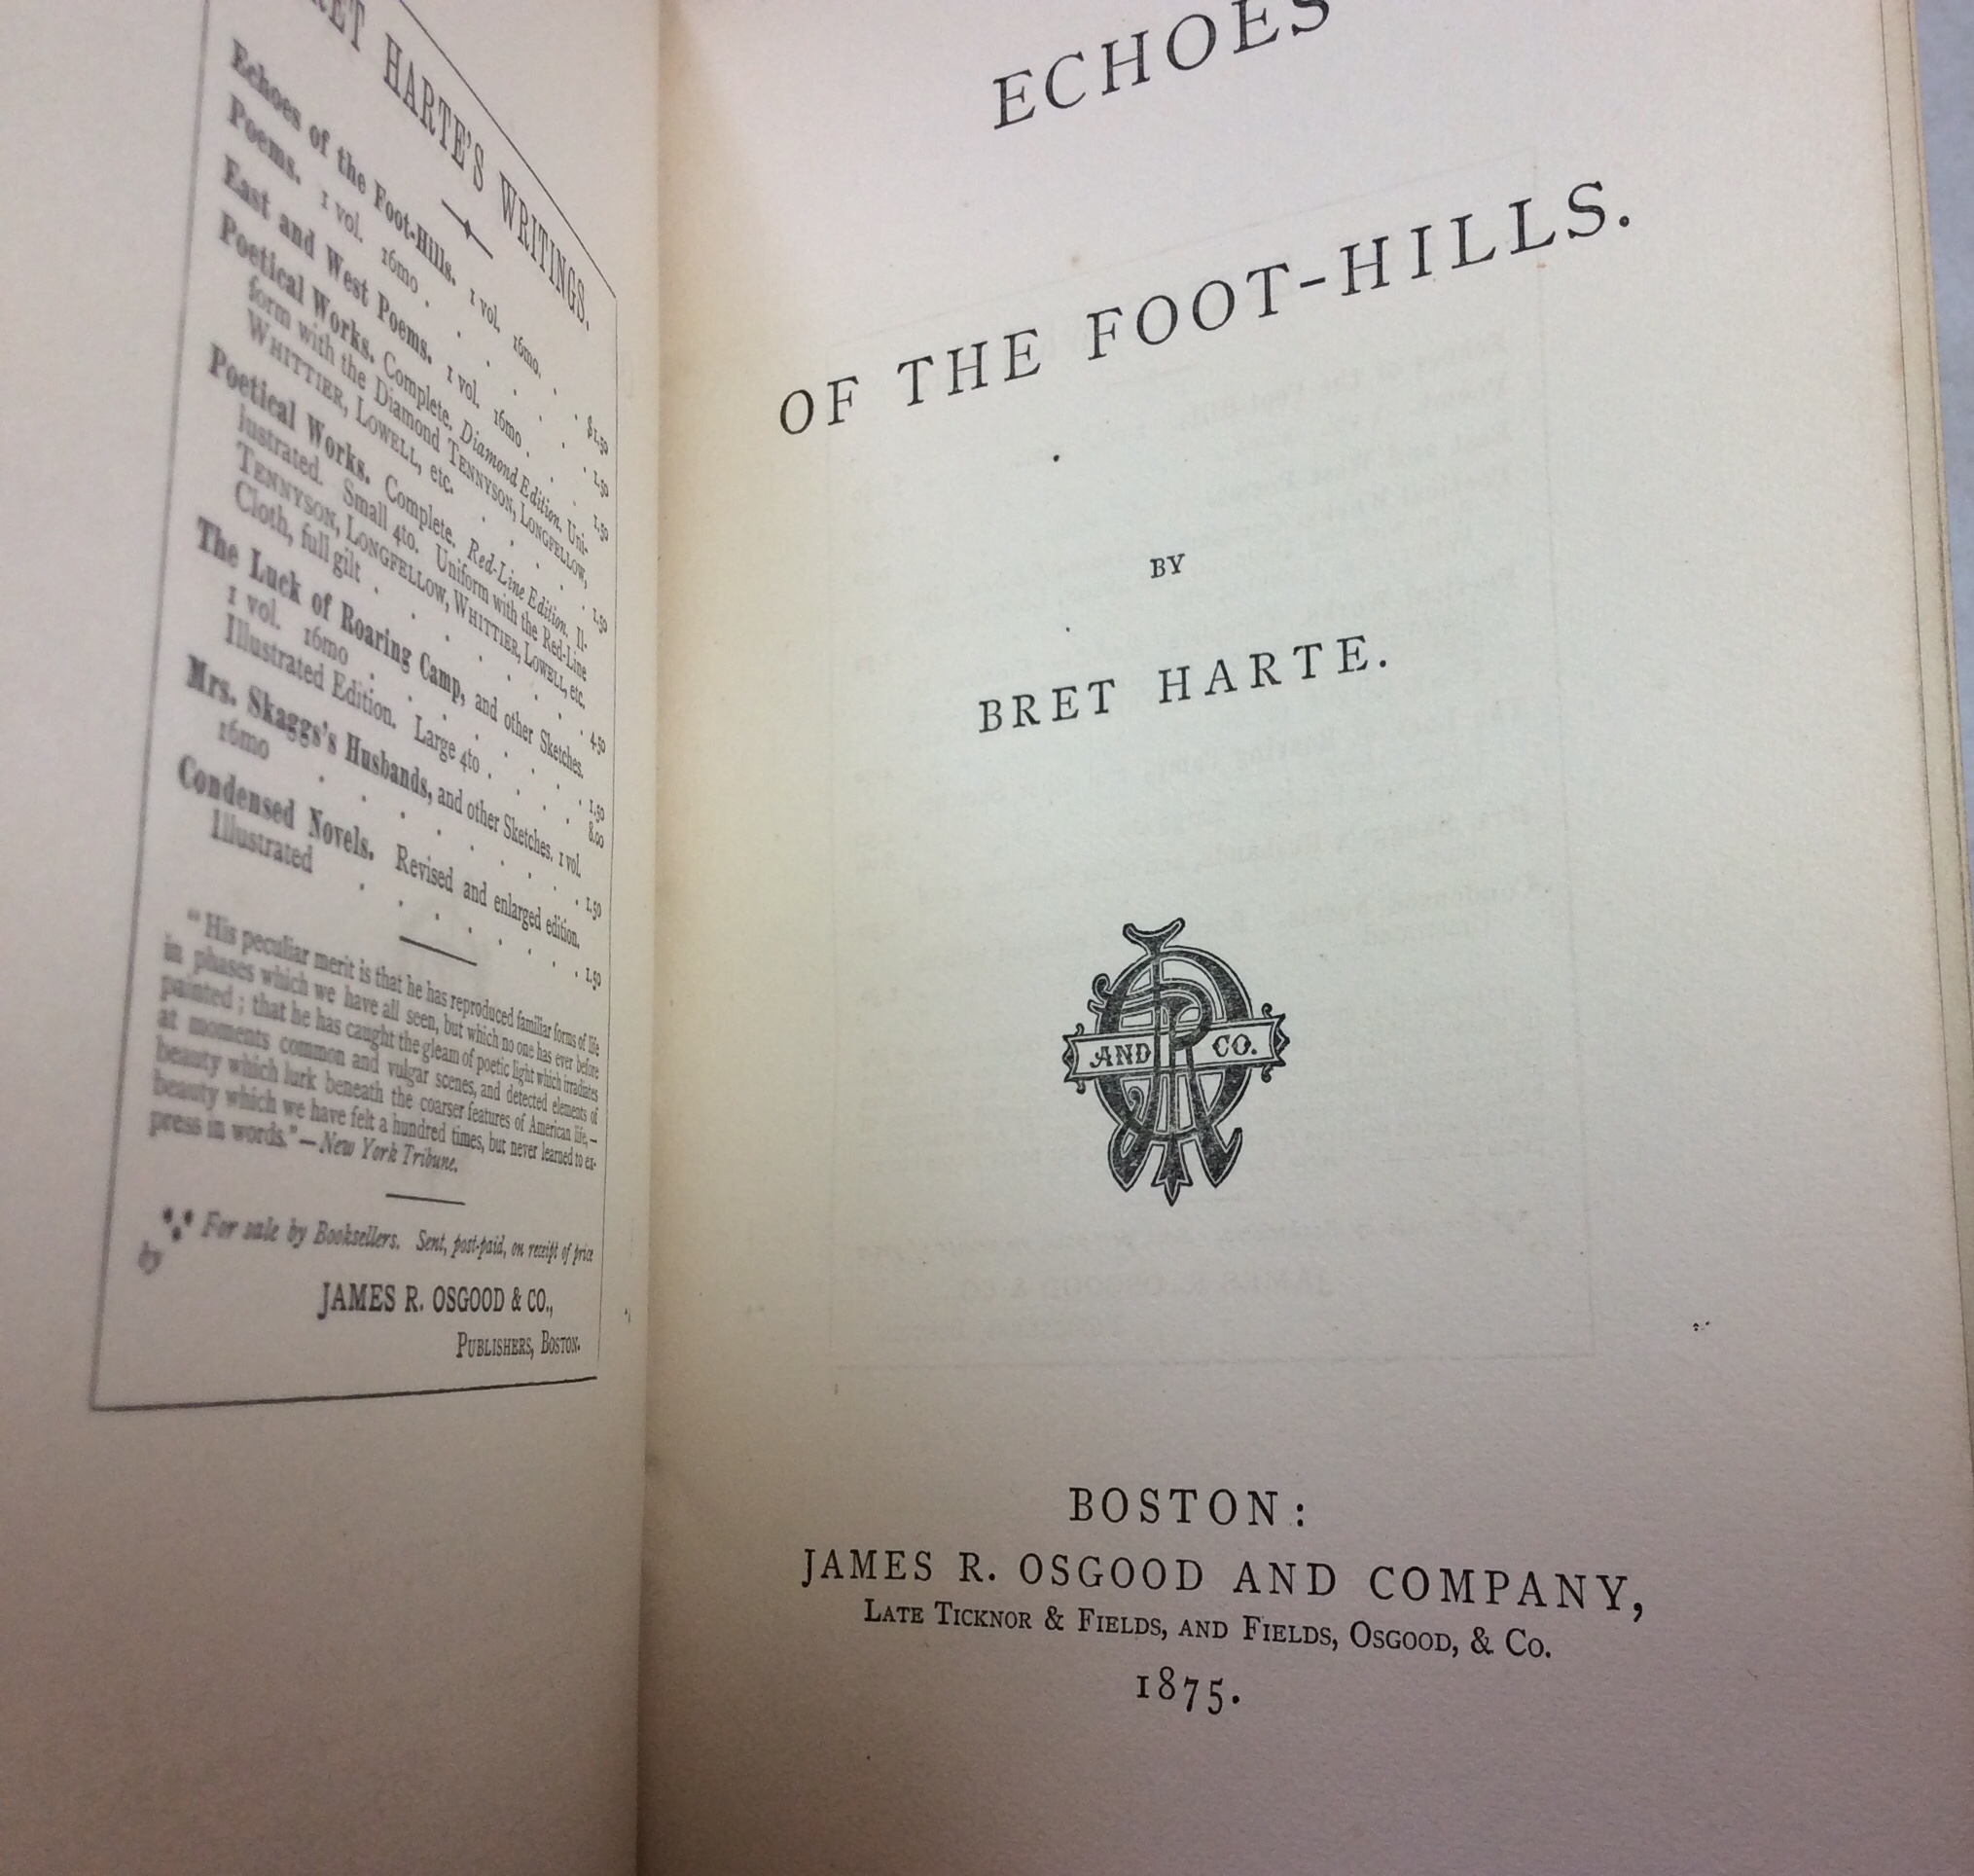 RET HARTE'S WRITINGS.
Echoes of the Foot-Hills. 1 vol. 16mo. . . $1.50
Poems. 1 vol. 16mo . . . . . 1.50
East and West Poems. 1 vol. 16mo . . . 1.50
Poetical Works. Complete. Diamond Edition. Uni-
form with the Diamond TENNYSON, LONGFELLOW,
WHITTIER, LOWELL, etc. . . . . 1.50
Poetical Works. Complete. Red-Line Edition. Il-
lustrated. Small 4to. Uniform with the Red-Line
TENNYSON, LONGFELLOW, WHITTIER, LOWELL, etc.
Cloth, full gilt . . . . . . 4.50
The Luck of Roaring Camp, and other Sketches.
1 vol. 16mo . . . . . . 1.50
Illustrated Edition. Large 4to . . . . 8.00
Mrs. Skaggs's Husbands, and other Sketches. 1 vol.
16mo . . . . . . . 1.50
Condensed Novels. Revised and enlarged edition.
Illustrated . . . . . . 1.50
"His peculiar merit is that he has reproduced familiar forms of life
in phases which we have all seen, but which no one has ever before
painted; that he has caught the gleam of poetic light which irradiates
at moments common and vulgar scenes, and detected elements of
beauty which lurk beneath the coarser features of American life,—
beauty which we have felt a hundred times, but never learned to ex-
press in words."—New York Tribune.
For sale by Booksellers. Sent, post-paid, on receipt of price
by
JAMES R. OSGOOD & CO.,
PUBLISHERS, BOSTON.
ECHOES
OF THE FOOT-HILLS.
BY
BRET HARTE.
AND CO.
BOSTON:
JAMES R. OSGOOD AND COMPANY,
LATE TICKNOR & FIELDS, AND FIELDS, OSGOOD, & CO.
1875.